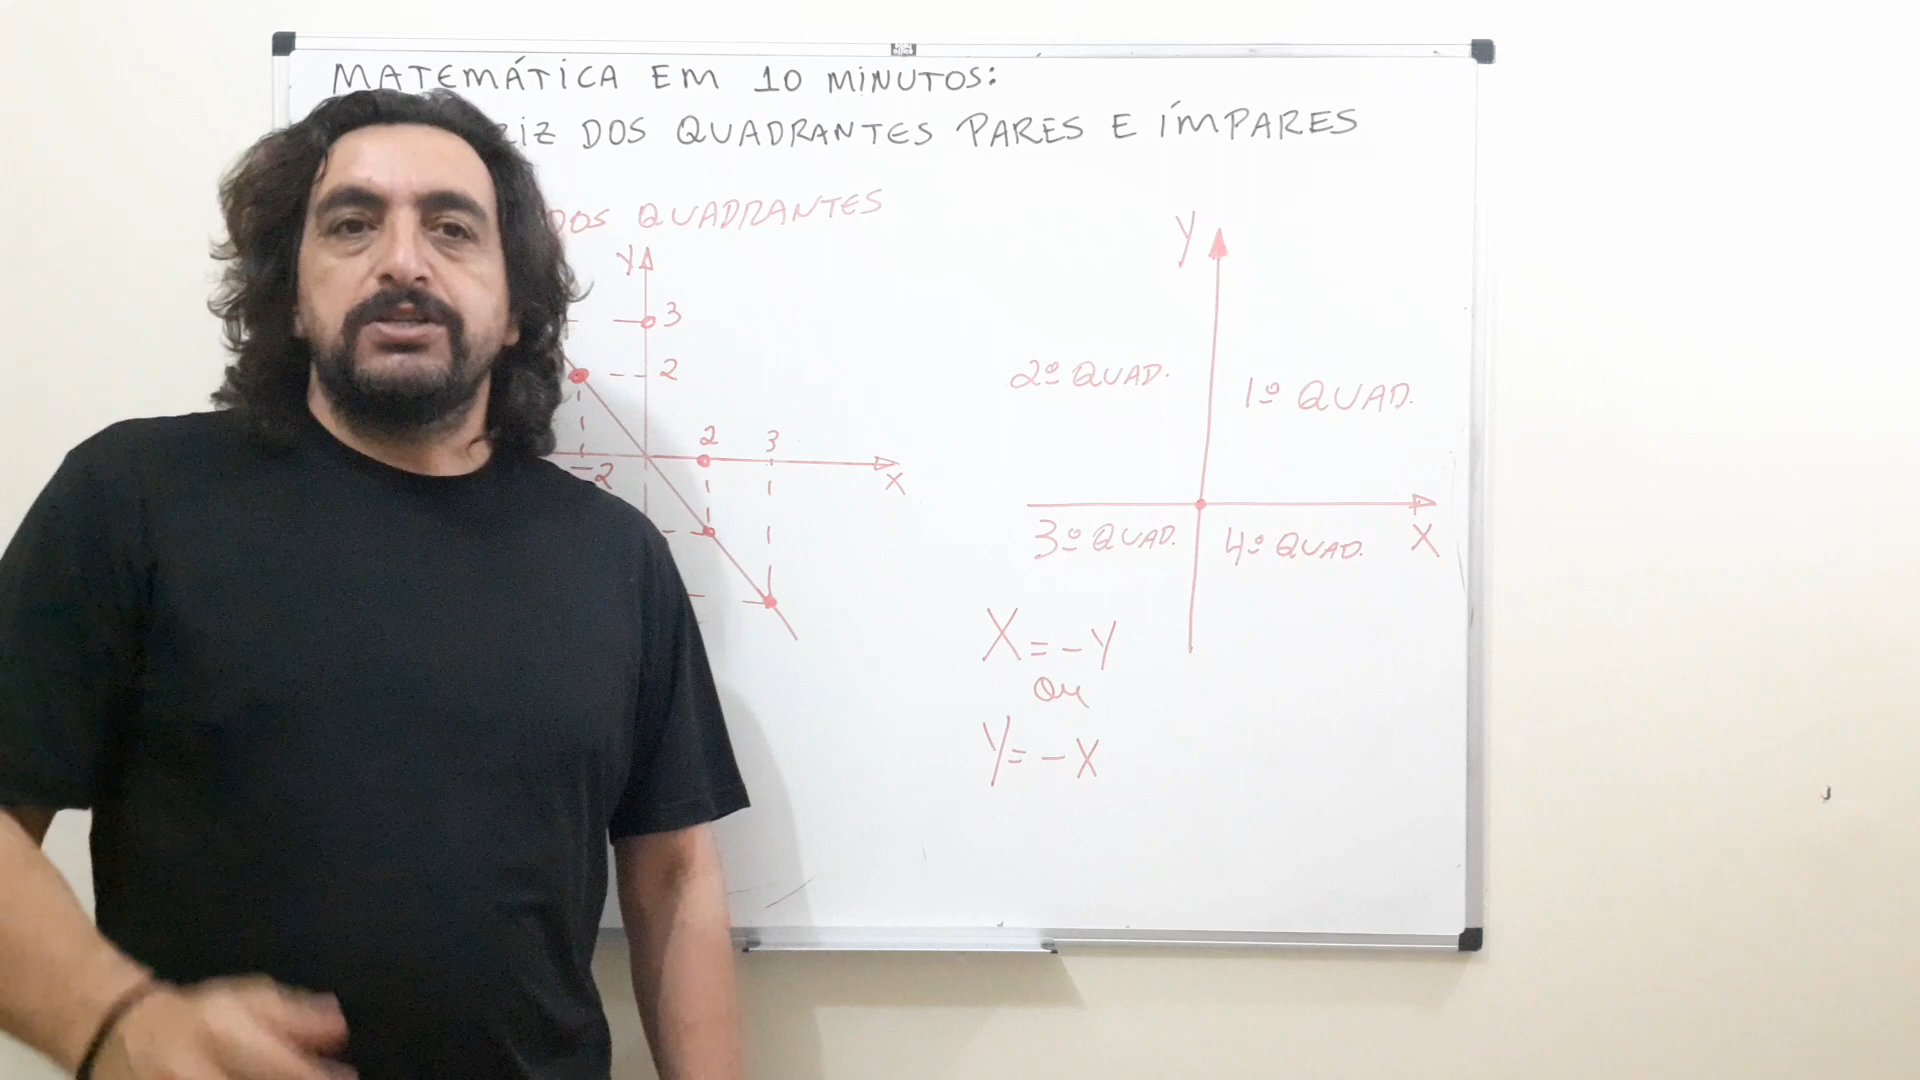 MATEMÁTICA EM 10 MINUTOS:
RIZ DOS QUADRANTES PARES E ÍMPARES
DOS QUADRANTES
Y
3
2
2
3
-2
X
Y
2º QUAD.
1º QUAD.
3º QUAD.
4º QUAD.
X
X = -Y
ou
Y = -X